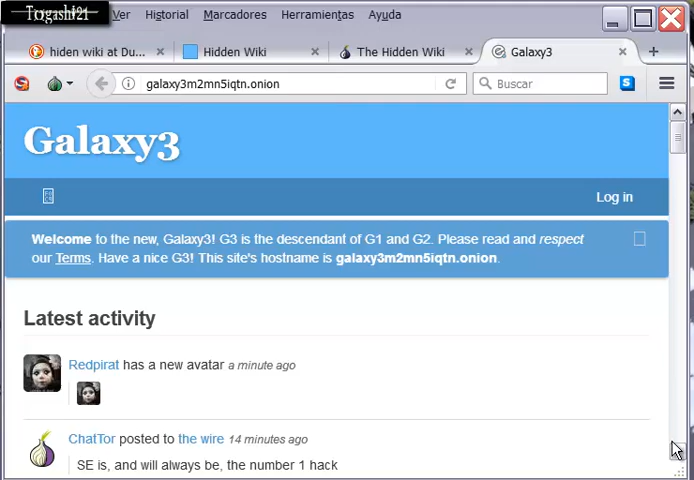 Togashi21
Ver Historial Marcadores Herramientas Ayuda
hiden wiki at Du...
Hidden Wiki
The Hidden Wiki
Galaxy3
galaxy3m2mn5iqtn.onion
Buscar
Galaxy3
Log in
Welcome to the new, Galaxy3! G3 is the descendant of G1 and G2. Please read and respect
our Terms. Have a nice G3! This site's hostname is galaxy3m2mn5iqtn.onion.
Latest activity
Redpirat has a new avatar a minute ago
ChatTor posted to the wire 14 minutes ago
SE is, and will always be, the number 1 hack